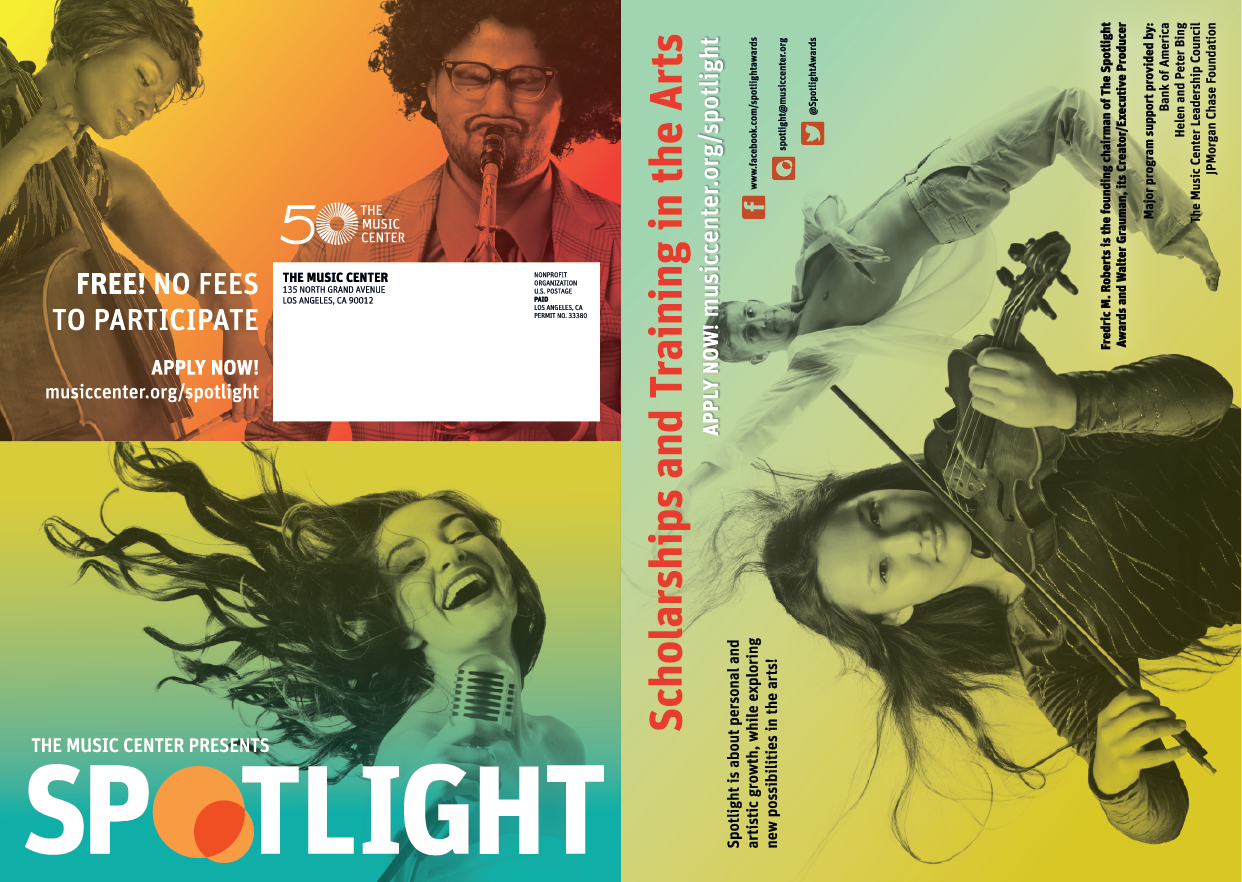 50 THE
MUSIC
CENTER
FREE! NO FEES
TO PARTICIPATE
APPLY NOW!
musiccenter.org/spotlight
THE MUSIC CENTER
135 NORTH GRAND AVENUE
LOS ANGELES, CA 90012
NONPROFIT
ORGANIZATION
U.S. POSTAGE
PAID
LOS ANGELES, CA
PERMIT NO. 33380
THE MUSIC CENTER PRESENTS
SPOTLIGHT
Scholarships and Training in the Arts
APPLY NOW! musiccenter.org/spotlight
www.facebook.com/spotlightawards
spotlight@musiccenter.org
@SpotlightAwards
Spotlight is about personal and
artistic growth, while exploring
new possibilities in the arts!
Fredric M. Roberts is the founding chairman of The Spotlight
Awards and Walter Grauman, its Creator/Executive Producer
Major program support provided by:
Bank of America
Helen and Peter Bing
The Music Center Leadership Council
JPMorgan Chase Foundation